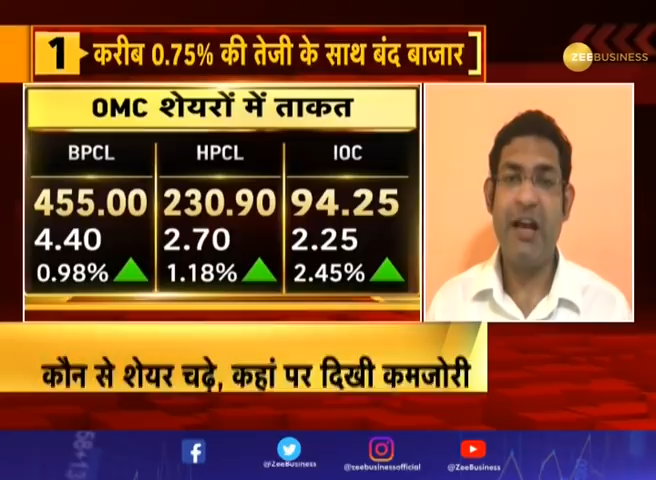 1 करीब 0.75% की तेजी के साथ बंद बाजार
ZEEBUSINESS
OMC शेयरों में ताकत
BPCL HPCL IOC
455.00 230.90 94.25
4.40 2.70 2.25
0.98% 1.18% 2.45%
कौन से शेयर चढ़े, कहां पर दिखी कमजोरी
@ZeeBusiness @zeebusinessofficial @ZeeBusiness